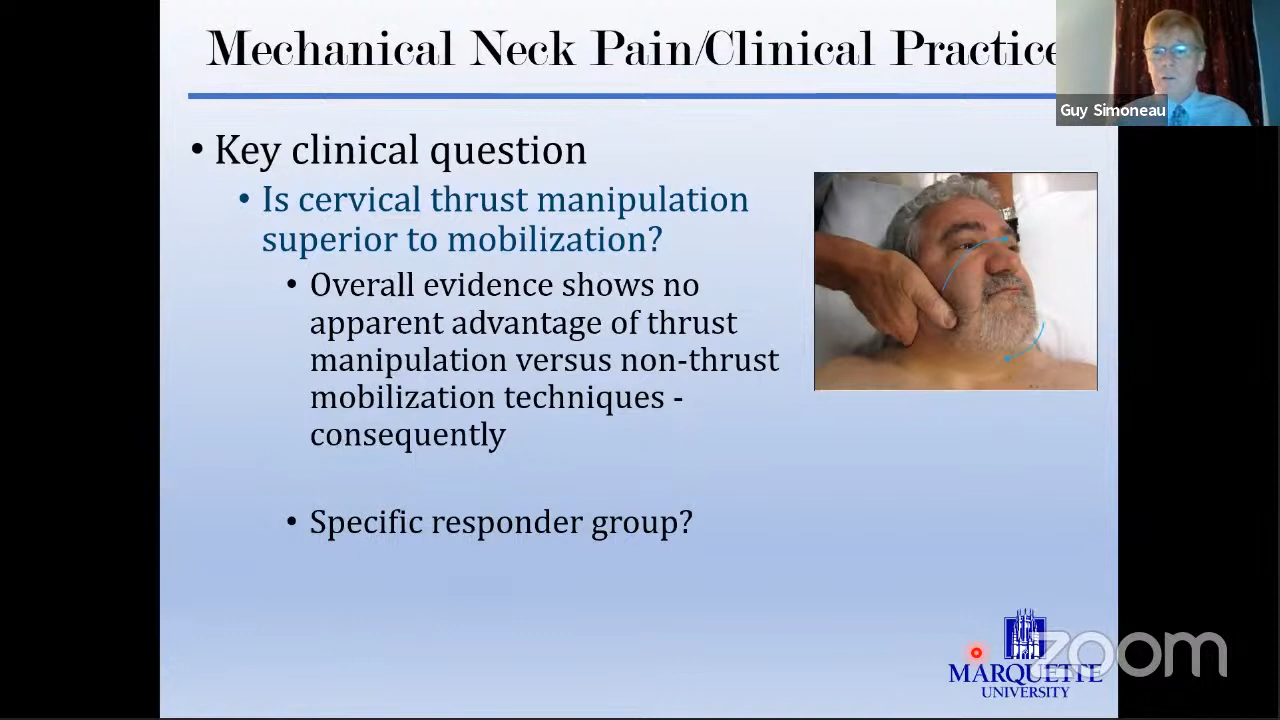 Mechanical Neck Pain/Clinical Practice
Guy Simoneau
• Key clinical question
• Is cervical thrust manipulation
superior to mobilization?
• Overall evidence shows no
apparent advantage of thrust
manipulation versus non-thrust
mobilization techniques -
consequently
• Specific responder group?
zoom
MARQUETTE
UNIVERSITY